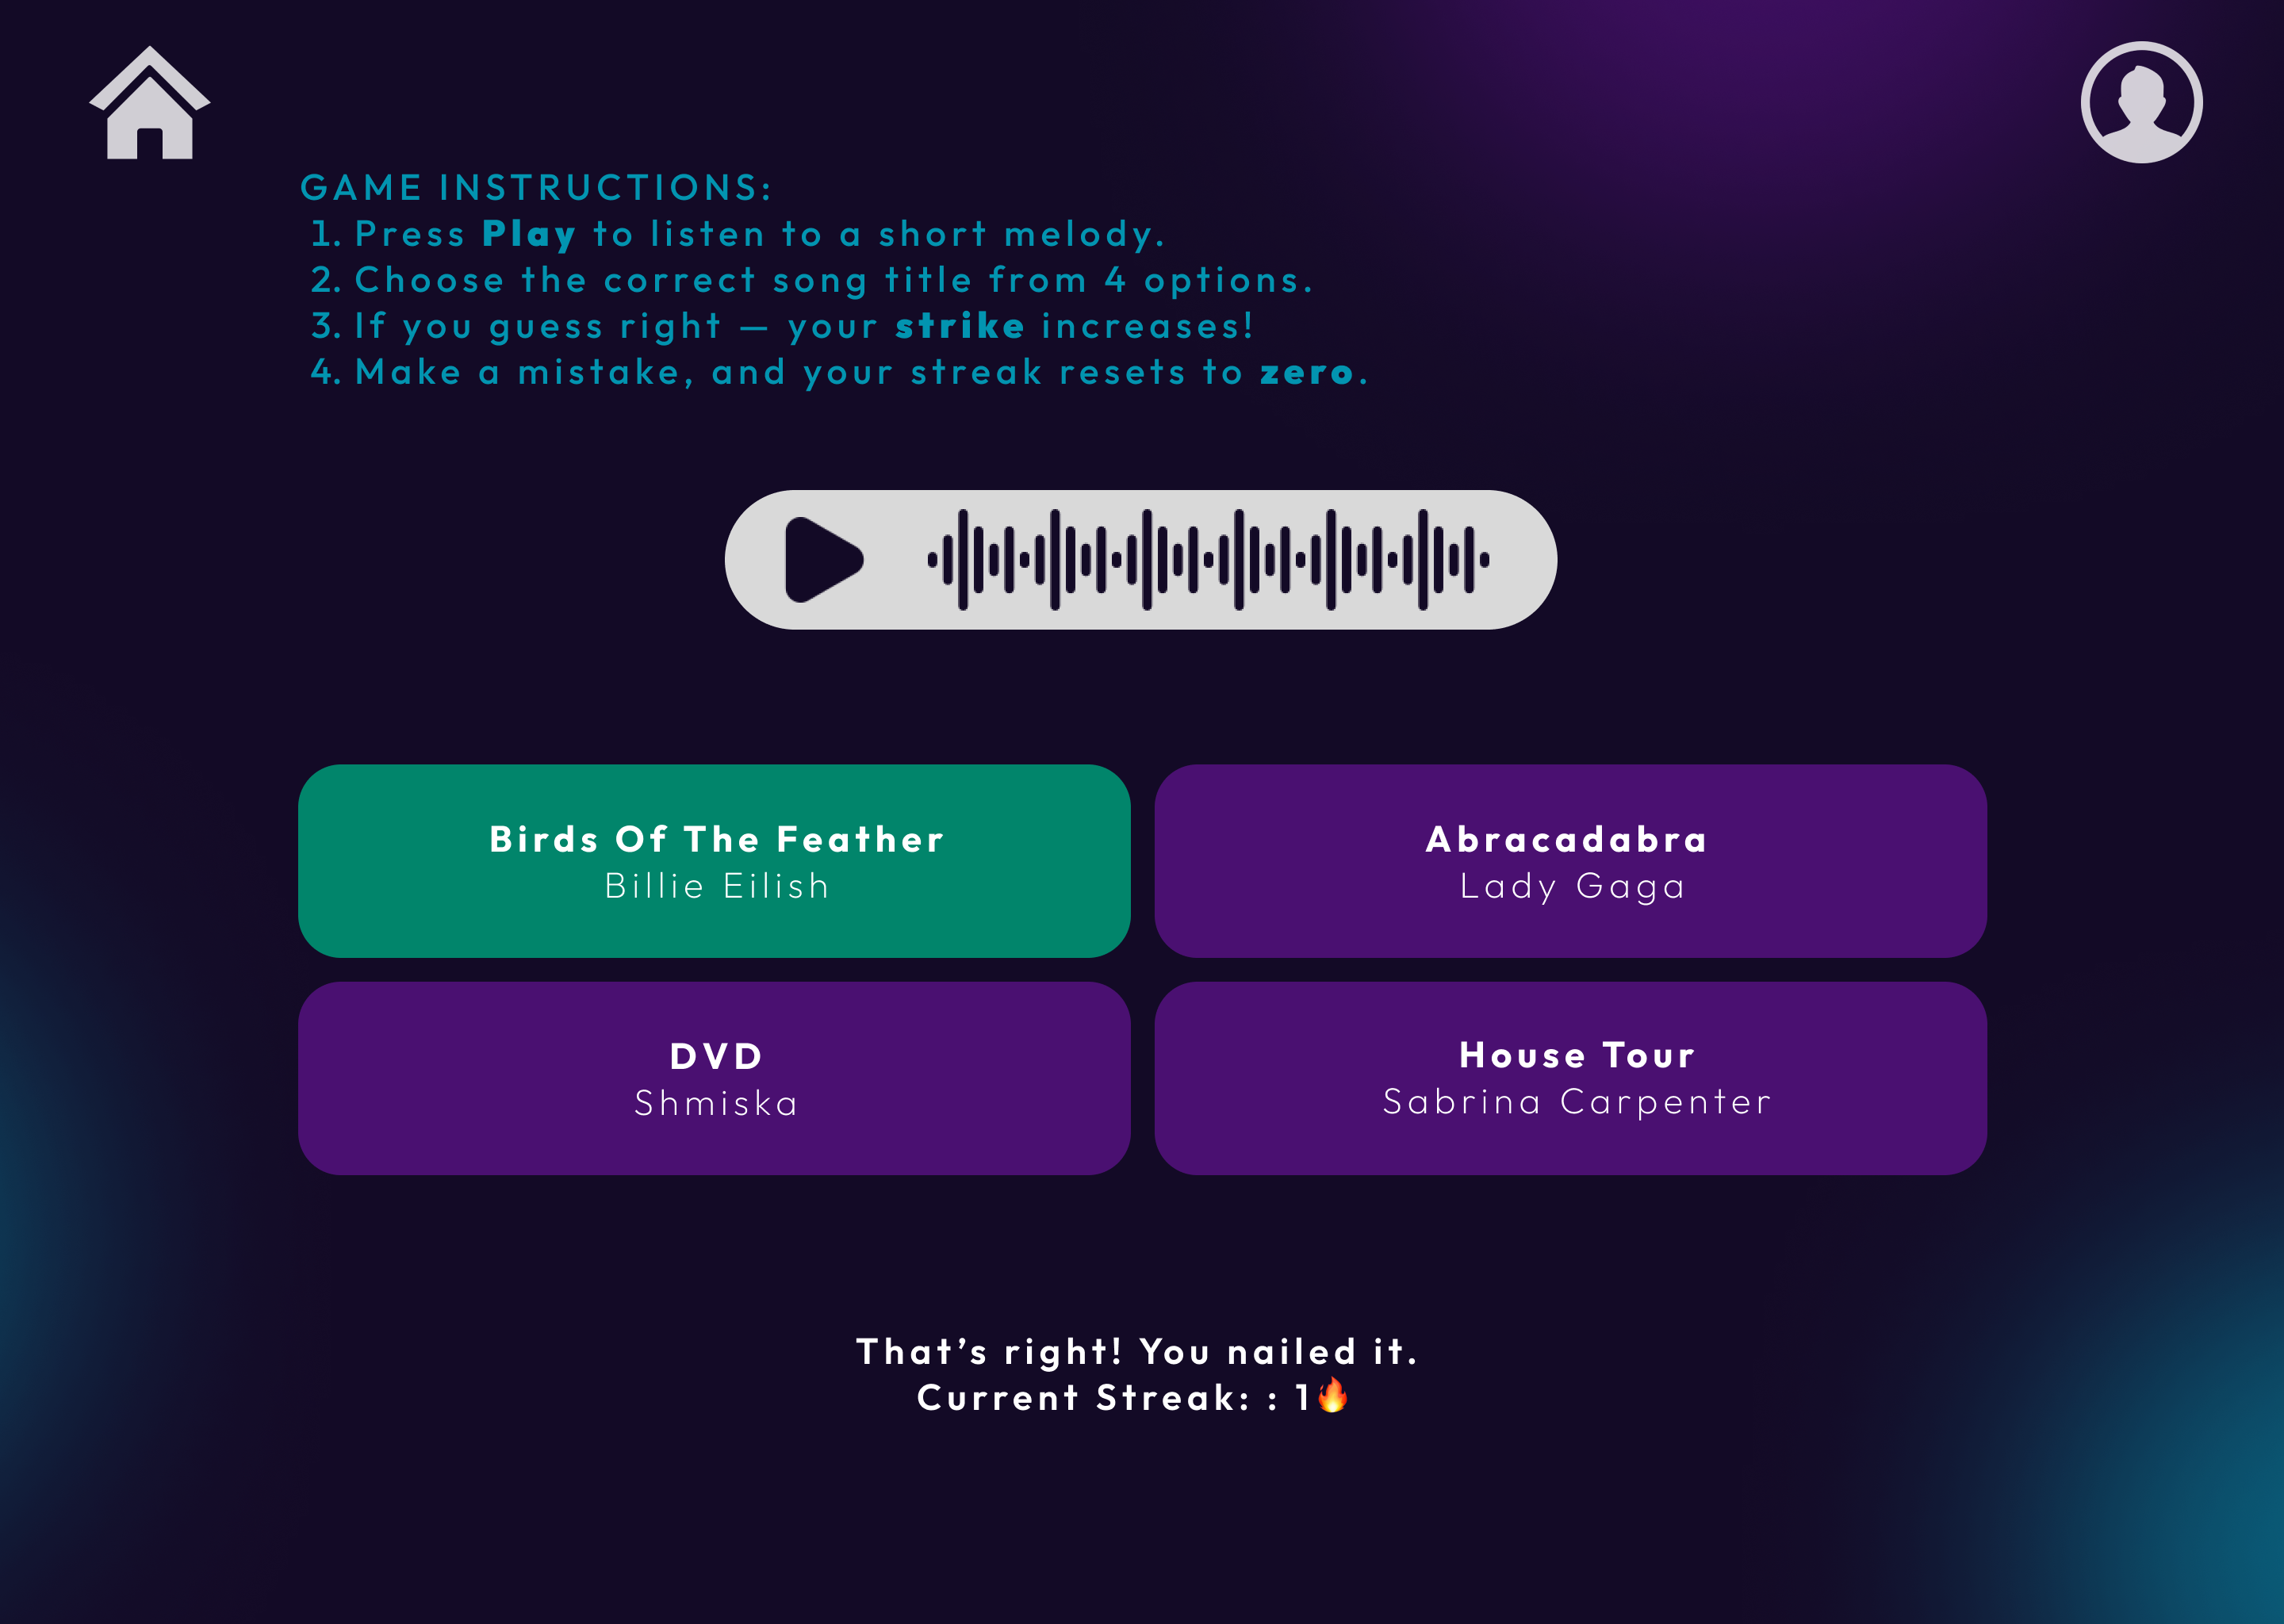 GAME INSTRUCTIONS:
1. Press Play to listen to a short melody.
2. Choose the correct song title from 4 options.
3. If you guess right — your strike increases!
4. Make a mistake, and your streak resets to zero.
Birds Of The Feather
Billie Eilish
Abracadabra
Lady Gaga
DVD
Shmiska
House Tour
Sabrina Carpenter
That’s right! You nailed it.
Current Streak: : 1🔥